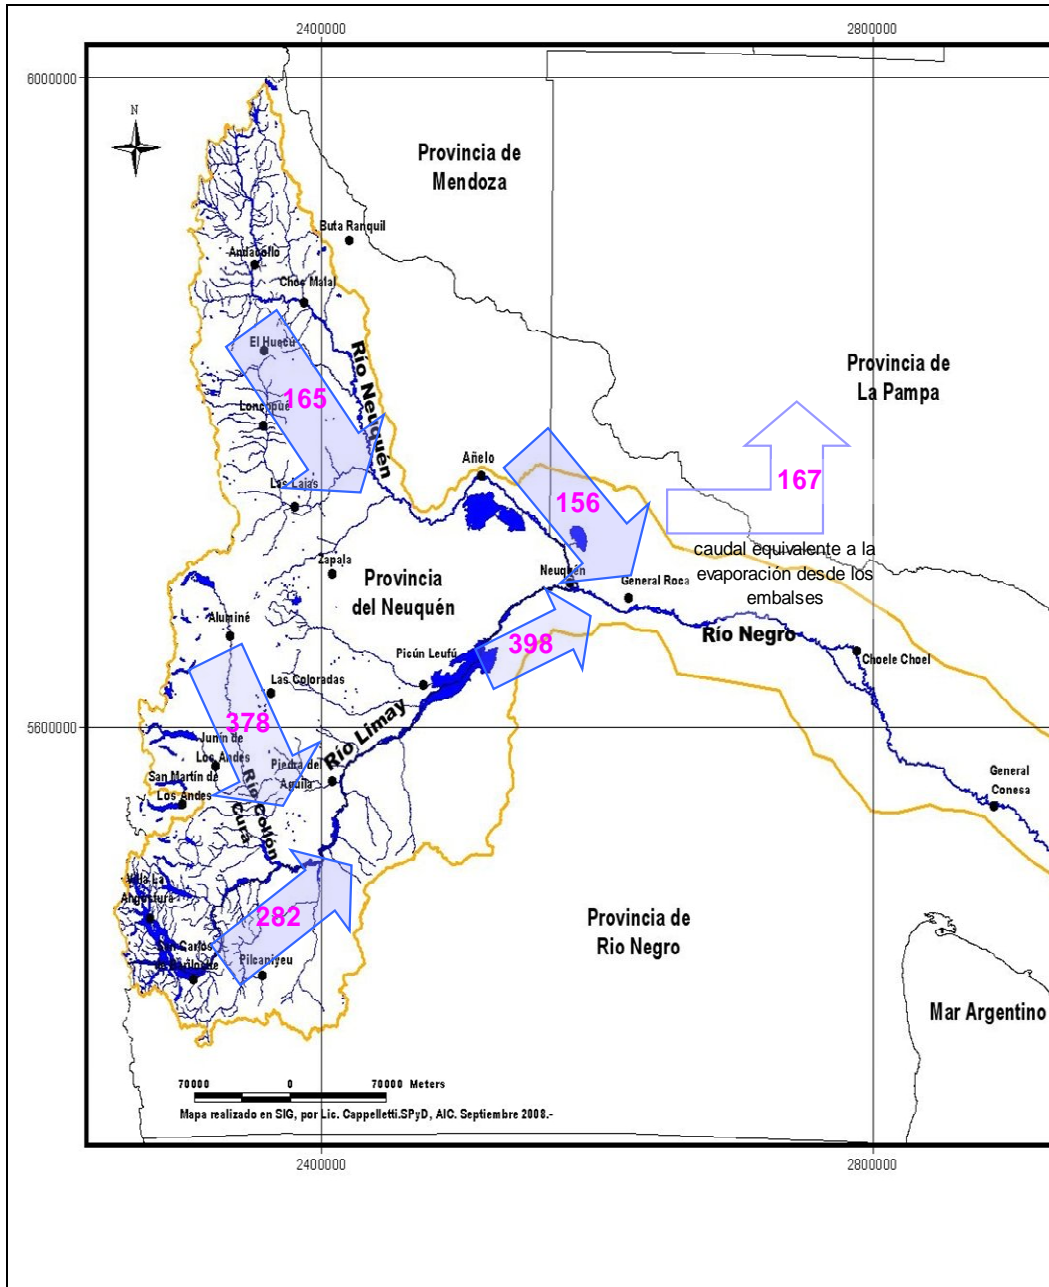 2400000
2800000
6000000
N
Provincia de
Mendoza
Buta Ranquil
Andacollo
Chos Malal
El Huecú
Río Neuquén
165
Loncopué
Provincia de
La Pampa
Añelo
Las Lajas
156
167
caudal equivalente a la
evaporación desde los
embalses
Zapala
Neuquén
General Roca
Provincia
del Neuquén
Aluminé
398
Río Negro
Picún Leufú
Choele Choel
Las Coloradas
378
5600000
Río Limay
Junín de
Los Andes
Piedra del
Aguila
San Martín de
Los Andes
Río Collón
Curá
General
Conesa
Villa La
Angostura
282
San Carlos
de Bariloche
Pilcaniyeu
Provincia de
Rio Negro
Mar Argentino
70000 0 70000 Meters
Mapa realizado en SIG, por Lic. Cappelletti.SPyD, AIC. Septiembre 2008.-
2400000
2800000